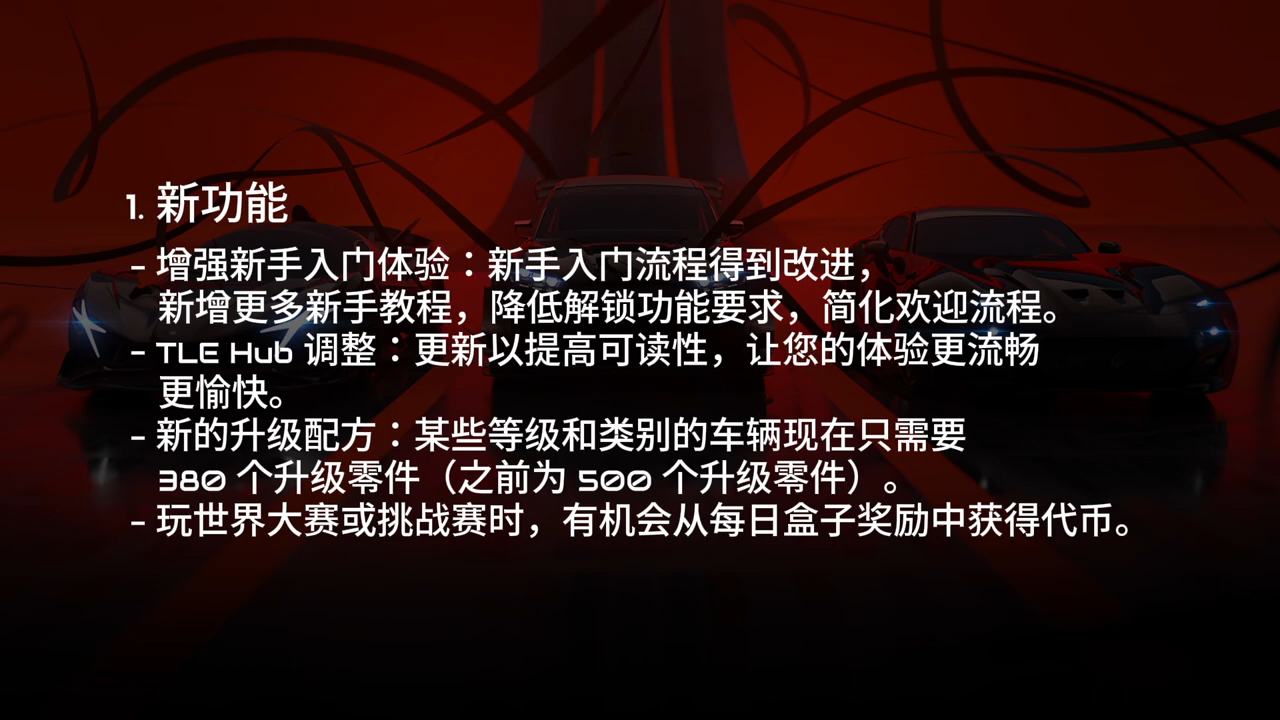 1. 新功能
- 增强新手入门体验：新手入门流程得到改进，
新增更多新手教程，降低解锁功能要求，简化欢迎流程。
- TLE Hub 调整：更新以提高可读性，让您的体验更流畅
更愉快。
- 新的升级配方：某些等级和类别的车辆现在只需要
380 个升级零件（之前为 500 个升级零件）。
- 玩世界大赛或挑战赛时，有机会从每日盒子奖励中获得代币。